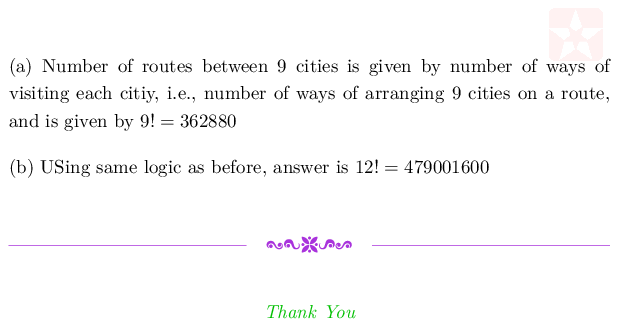 (a) Number of routes between 9 cities is given by number of ways of
visiting each citiy, i.e., number of ways of arranging 9 cities on a route,
and is given by 9! = 362880
(b) USing same logic as before, answer is 12! = 479001600
Thank You